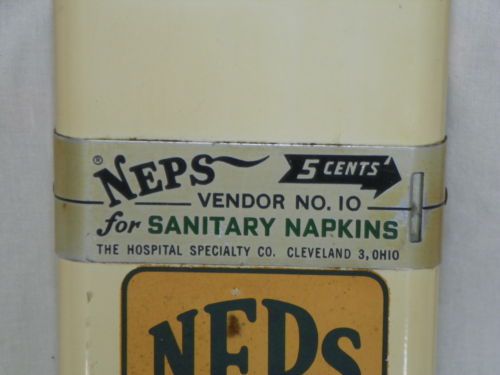 ® NEPS 5 CENTS
VENDOR NO. 10
for SANITARY NAPKINS
THE HOSPITAL SPECIALTY CO. CLEVELAND 3, OHIO
NEPS